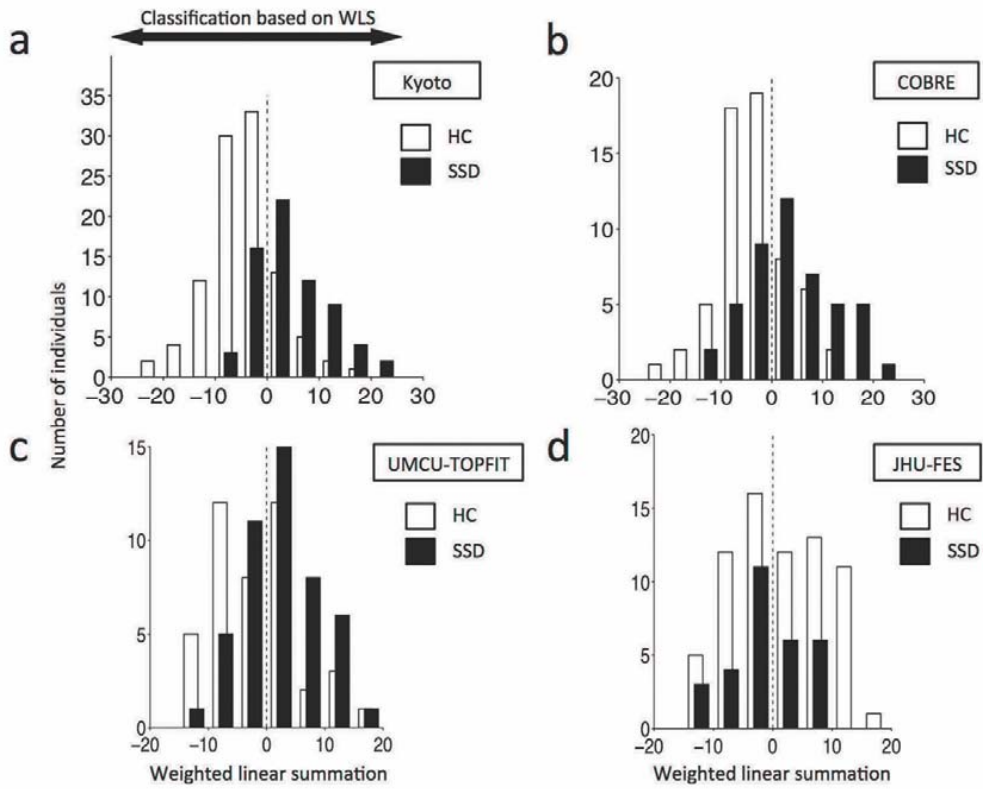 Classification based on WLS
a
Kyoto
HC
SSD
35
30
25
20
15
10
5
0
−30 −20 −10 0 10 20 30
b
COBRE
HC
SSD
20
15
10
5
0
−30 −20 −10 0 10 20 30
Number of individuals
c
UMCU-TOPFIT
HC
SSD
15
10
5
0
−20 −10 0 10 20
Weighted linear summation
d
JHU-FES
HC
SSD
20
15
10
5
0
−20 −10 0 10 20
Weighted linear summation